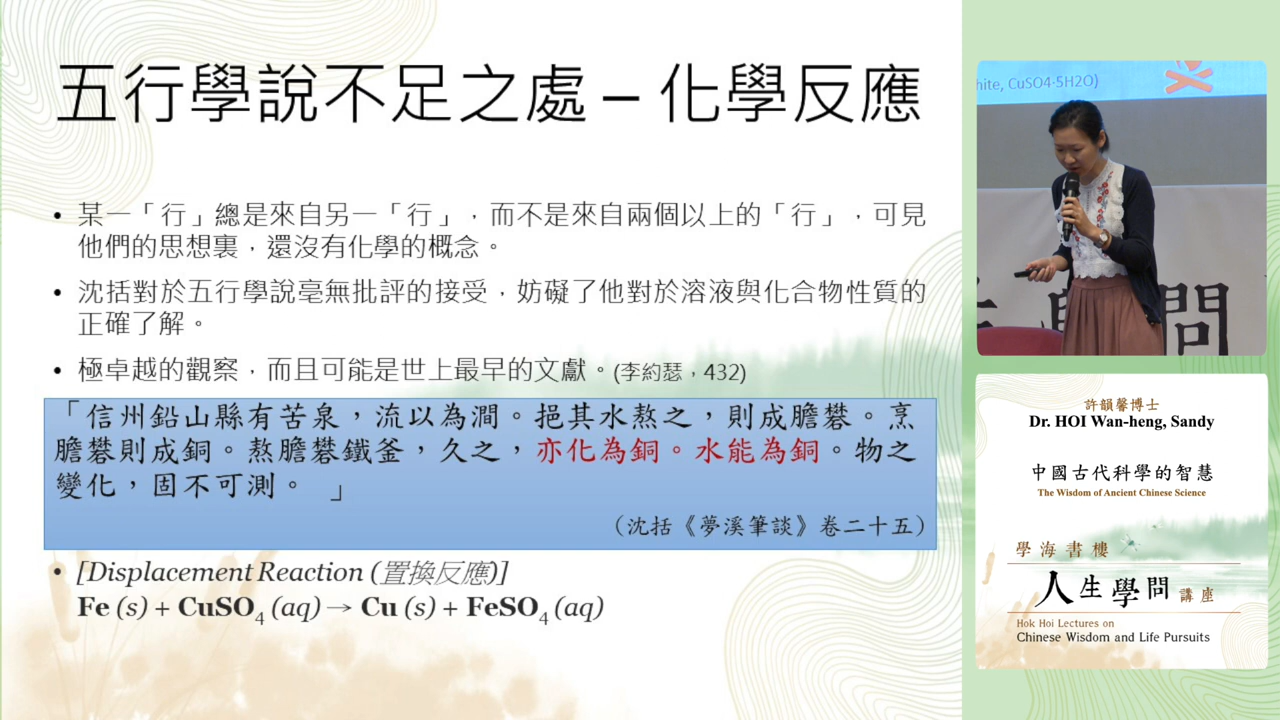 五行學說不足之處 – 化學反應
• 某一「行」總是來自另一「行」，而不是來自兩個以上的「行」，可見
他們的思想裏，還沒有化學的概念。
• 沈括對於五行學說毫無批評的接受，妨礙了他對於溶液與化合物性質的
正確了解。
• 極卓越的觀察，而且可能是世上最早的文獻。(李約瑟，432)
「信州鉛山縣有苦泉，流以為澗。挹其水熬之，則成膽礬。烹
膽礬則成銅。熬膽礬鐵釜，久之，亦化為銅。水能為銅。物之
變化，固不可測。 」
（沈括《夢溪筆談》卷二十五）
• [Displacement Reaction (置換反應)]
Fe (s) + CuSO4 (aq) → Cu (s) + FeSO4 (aq)
hite, CuSO4·5H2O)
學問
許韻馨博士
Dr. HOI Wan-heng, Sandy
中國古代科學的智慧
The Wisdom of Ancient Chinese Science
學海書樓
人生學問講座
Hok Hoi Lectures on
Chinese Wisdom and Life Pursuits